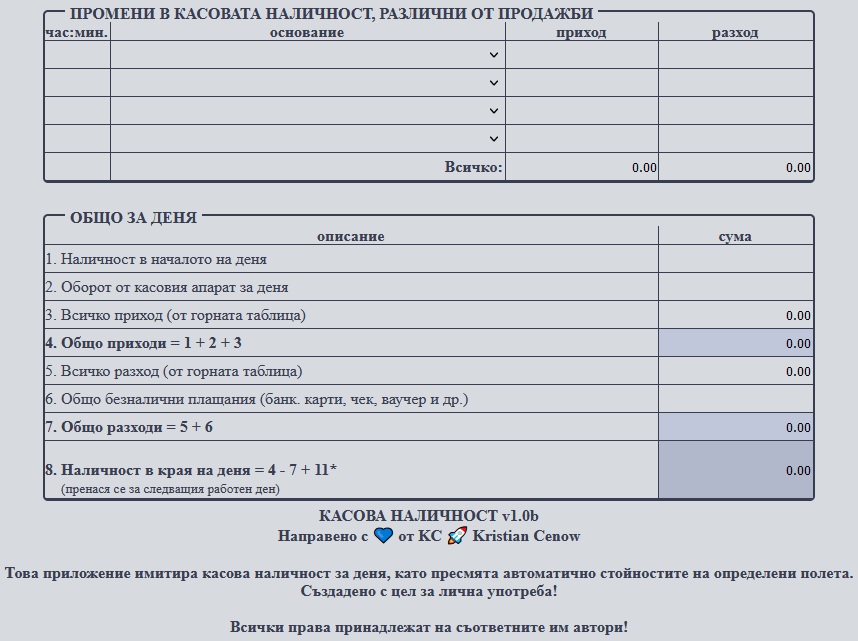 ПРОМЕНИ В КАСОВАТА НАЛИЧНОСТ, РАЗЛИЧНИ ОТ ПРОДАЖБИ
час:мин. основание приход разход
Всичко: 0.00 0.00
ОБЩО ЗА ДЕНЯ
описание сума
1. Наличност в началото на деня
2. Оборот от касовия апарат за деня
3. Всичко приход (от горната таблица) 0.00
4. Общо приходи = 1 + 2 + 3 0.00
5. Всичко разход (от горната таблица) 0.00
6. Общо безналични плащания (банк. карти, чек, ваучер и др.)
7. Общо разходи = 5 + 6 0.00
8. Наличност в края на деня = 4 - 7 + 11* 0.00
(пренася се за следващия работен ден)
КАСОВА НАЛИЧНОСТ v1.0b
Направено с 💙 от KC 🚀 Kristian Cenow
Това приложение имитира касова наличност за деня, като пресмята автоматично стойностите на определени полета.
Създадено с цел за лична употреба!
Всички права принадлежат на съответните им автори!